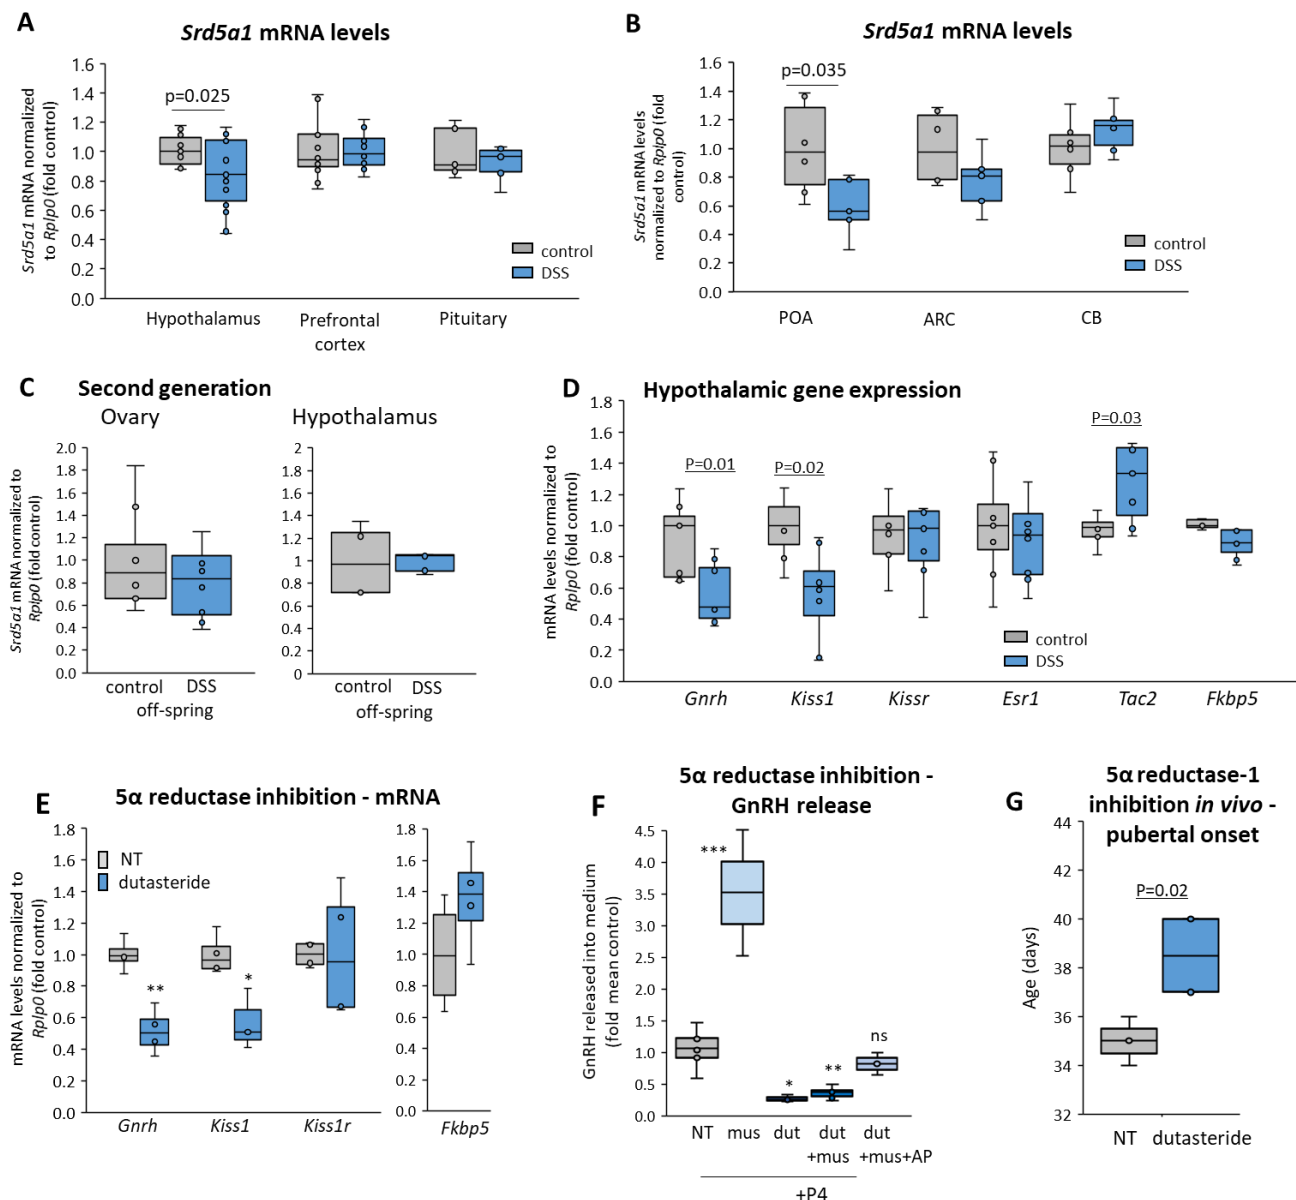 A
Srd5a1 mRNA levels
Srd5a1 mRNA normalized
to Rplp0 (fold control)
1.6
1.4
1.2
1.0
0.8
0.6
0.4
0.2
0.0
p=0.025
control
DSS
Hypothalamus
Prefrontal
cortex
Pituitary
B
Srd5a1 mRNA levels
Srd5a1 mRNA levels
normalized to Rplp0 (fold
control)
1.6
1.4
1.2
1.0
0.8
0.6
0.4
0.2
0.0
p=0.035
control
DSS
POA
ARC
CB
C
Second generation
Ovary
Srd5a1 mRNA normalized to
Rplp0 (fold control)
2.0
1.8
1.6
1.4
1.2
1.0
0.8
0.6
0.4
0.2
0.0
control
DSS
off-spring
Hypothalamus
2
1.8
1.6
1.4
1.2
1
0.8
0.6
0.4
0.2
0
control
DSS
off-spring
D
Hypothalamic gene expression
mRNA levels normalized to
Rplp0 (fold control)
1.8
1.6
1.4
1.2
1.0
0.8
0.6
0.4
0.2
0.0
P=0.01
P=0.02
P=0.03
control
DSS
Gnrh
Kiss1
Kissr
Esr1
Tac2
Fkbp5
E
5α reductase inhibition - mRNA
mRNA levels normalized to
Rplp0 (fold control)
1.8
1.6
1.4
1.2
1.0
0.8
0.6
0.4
0.2
0.0
NT
dutasteride
**
*
Gnrh
Kiss1
Kiss1r
1.8
1.6
1.4
1.2
1.0
0.8
0.6
0.4
0.2
0.0
Fkbp5
F
5α reductase inhibition -
GnRH release
GnRH released into medium
(fold mean control)
4.5
4.0
3.5
3.0
2.5
2.0
1.5
1.0
0.5
0.0
***
*
**
ns
NT
mus
dut
dut
+mus
dut
+mus+AP
+P4
G
5α reductase-1
inhibition in vivo -
pubertal onset
Age (days)
44
42
40
38
36
34
32
P=0.02
NT
dutasteride